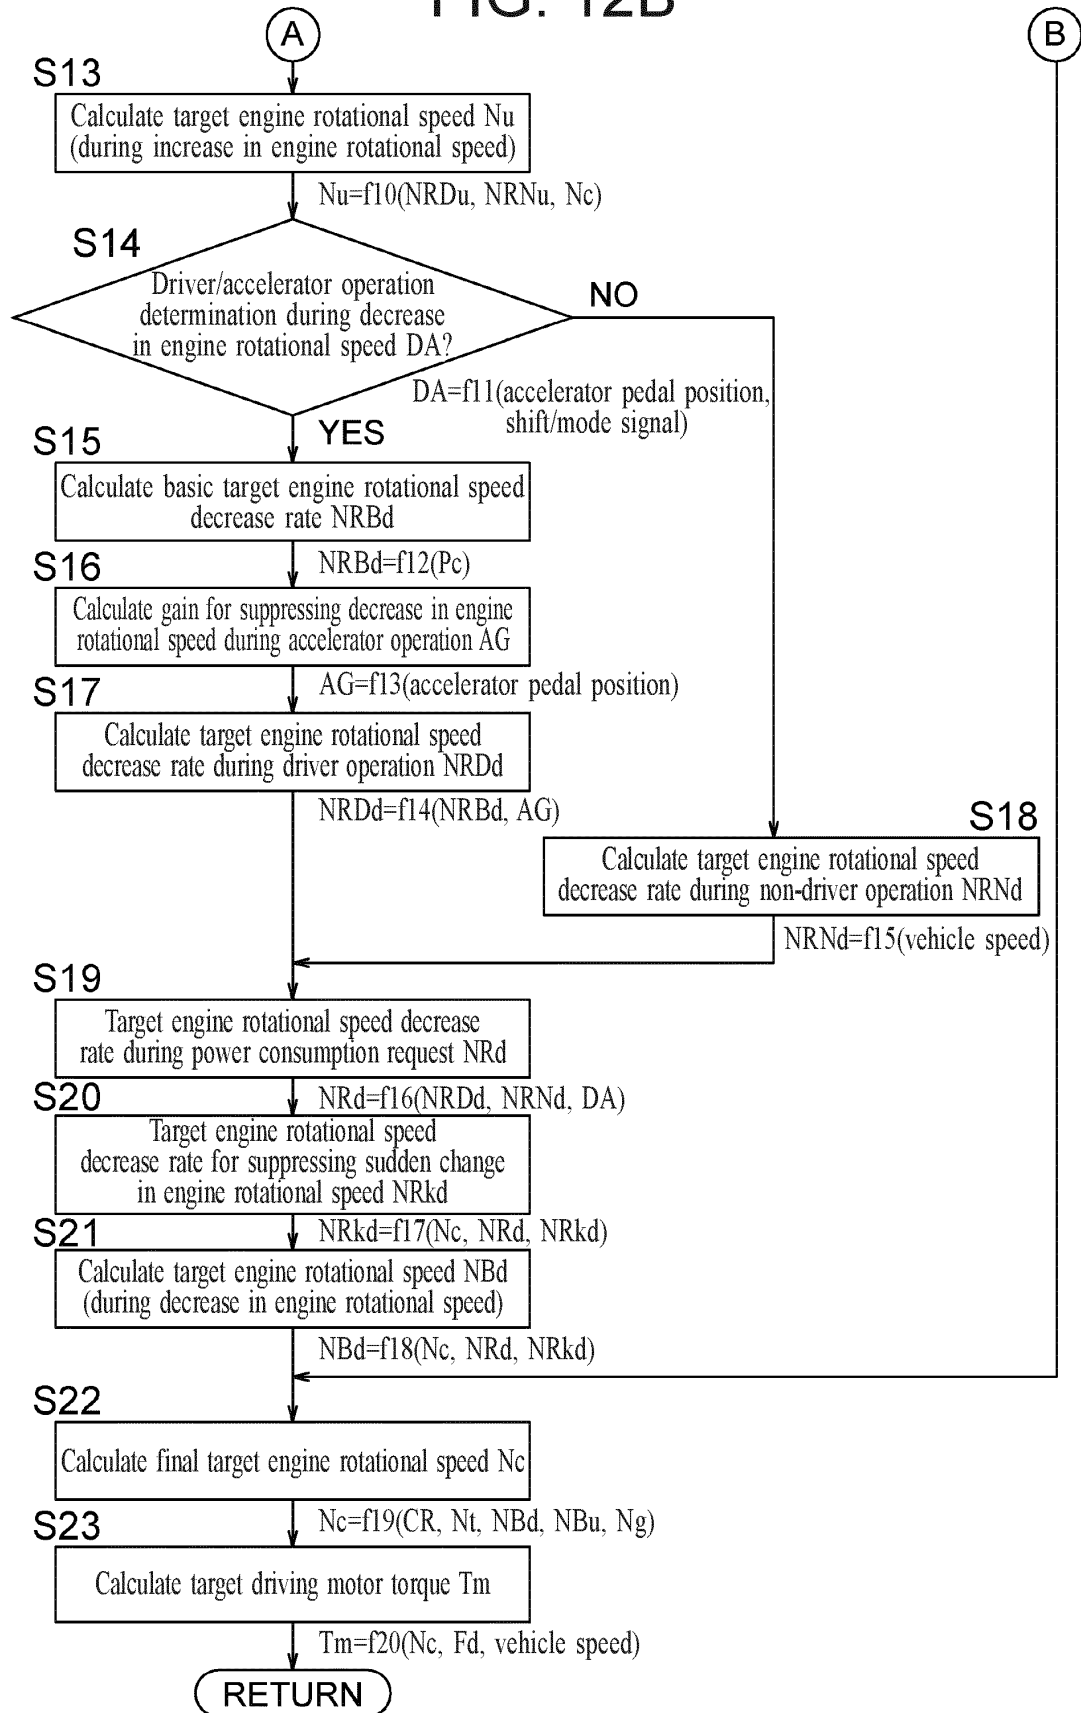 FIG. 12B
A
B
S13
Calculate target engine rotational speed Nu
(during increase in engine rotational speed)
Nu=f10(NRDu, NRNu, Nc)
S14
Driver/accelerator operation
determination during decrease
in engine rotational speed DA?
NO
DA=f11(accelerator pedal position,
shift/mode signal)
YES
S15
Calculate basic target engine rotational speed
decrease rate NRBd
NRBd=f12(Pc)
S16
Calculate gain for suppressing decrease in engine
rotational speed during accelerator operation AG
AG=f13(accelerator pedal position)
S17
Calculate target engine rotational speed
decrease rate during driver operation NRDd
NRDd=f14(NRBd, AG)
S18
Calculate target engine rotational speed
decrease rate during non-driver operation NRNd
NRNd=f15(vehicle speed)
S19
Target engine rotational speed decrease
rate during power consumption request NRd
NRd=f16(NRDd, NRNd, DA)
S20
Target engine rotational speed
decrease rate for suppressing sudden change
in engine rotational speed NRkd
NRkd=f17(Nc, NRd, NRkd)
S21
Calculate target engine rotational speed NBd
(during decrease in engine rotational speed)
NBd=f18(Nc, NRd, NRkd)
S22
Calculate final target engine rotational speed Nc
Nc=f19(CR, Nt, NBd, NBu, Ng)
S23
Calculate target driving motor torque Tm
Tm=f20(Nc, Fd, vehicle speed)
RETURN